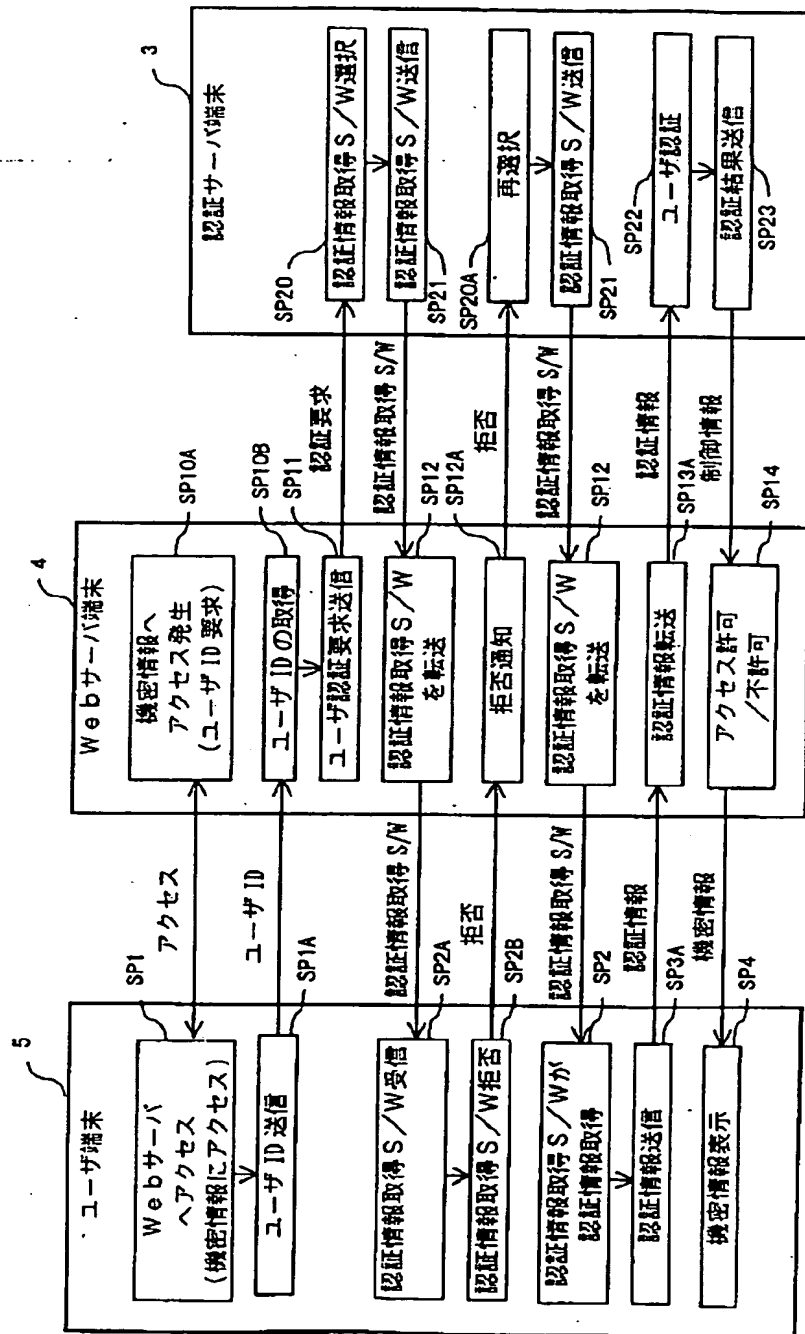 5
ユーザ端末
SP1
Webサーバ
へアクセス
(機密情報にアクセス)
ユーザID送信
SP1A
認証情報取得S/W受信
SP2A
認証情報取得S/W拒否
SP2B
認証情報取得S/Wが
認証情報取得
SP2
認証情報送信
SP3A
機密情報表示
SP4
アクセス
ユーザID
認証情報取得S/W
拒否
認証情報取得S/W
認証情報
機密情報
4
Webサーバ端末
機密情報へ
アクセス発生
(ユーザID要求)
SP10A
ユーザIDの取得
SP10B
ユーザ認証要求送信
SP11
認証情報取得S/W
を転送
SP12
拒否通知
SP12A
認証情報取得S/W
を転送
SP12
認証情報転送
SP13A
アクセス許可
/不許可
SP14
認証要求
認証情報取得S/W
拒否
認証情報取得S/W
認証情報
制御情報
3
認証サーバ端末
SP20
認証情報取得S/W選択
認証情報取得S/W送信
SP21
SP20A
再選択
認証情報取得S/W送信
SP21
SP22
ユーザ認証
認証結果送信
SP23